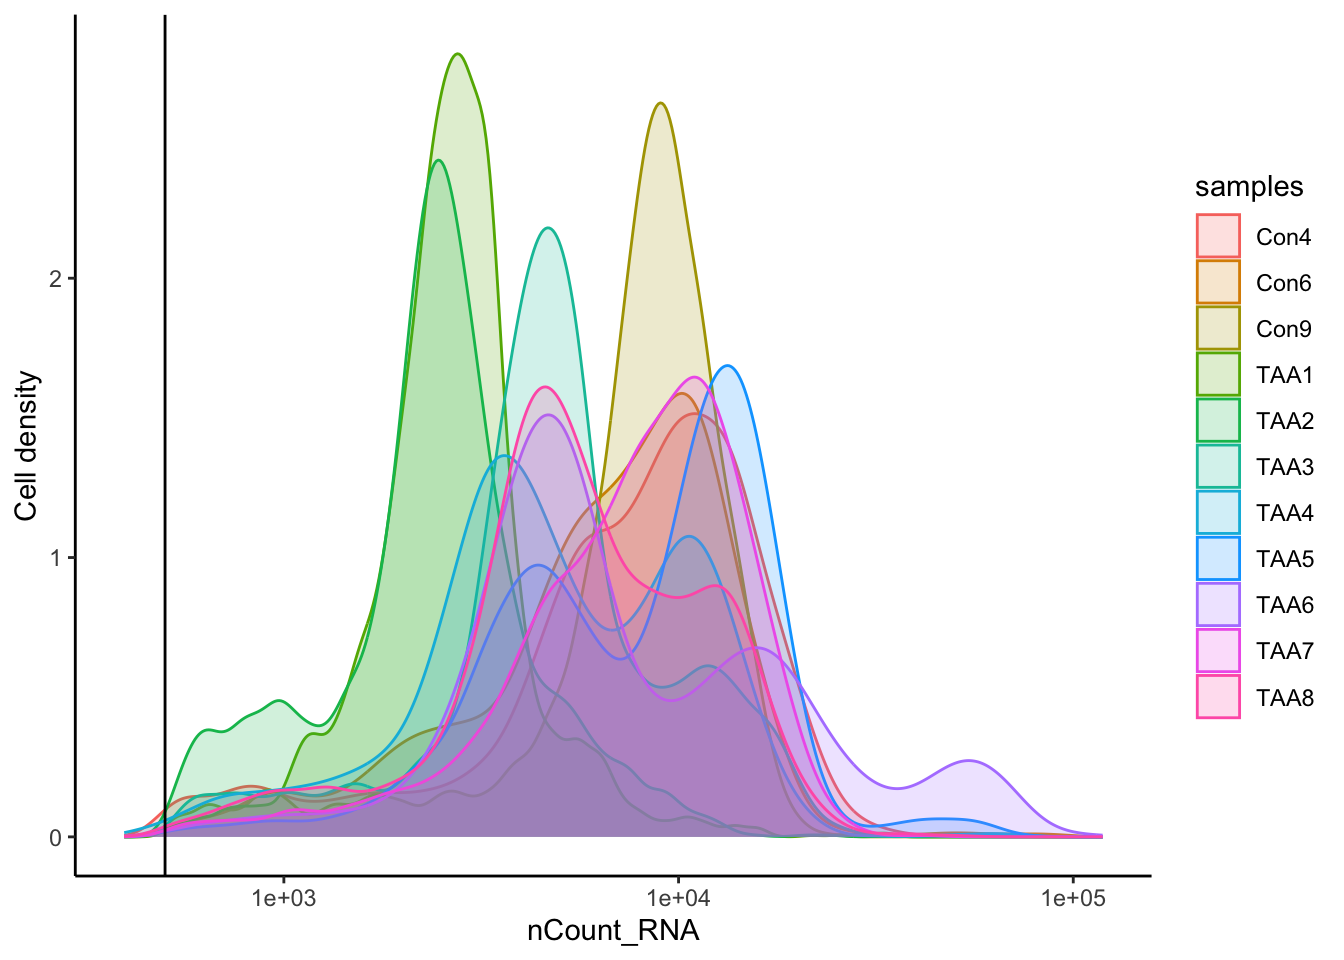 samples
Con4
Con6
Con9
TAA1
TAA2
TAA3
TAA4
TAA5
TAA6
TAA7
TAA8
Cell density
2
1
0
1e+03
1e+04
1e+05
nCount_RNA